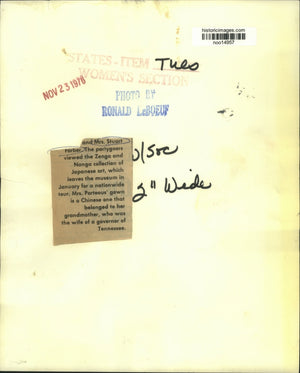 historicimages.com
noo14957
STATES-ITEM Tues
WOMEN'S SECTION
NOV 23 1976
PHOTO BY
RONALD LeBOEUF
and Mrs. Stuart
Farber. The partygoers
viewed the Zenga and
Nanga collection of
Japanese art, which
leaves the museum in
January for a nationwide
tour. Mrs. Porteous' gown
is a Chinese one that
belonged to her
grandmother, who was
the wife of a governor of
Tennessee.
/Soc
2" Wide